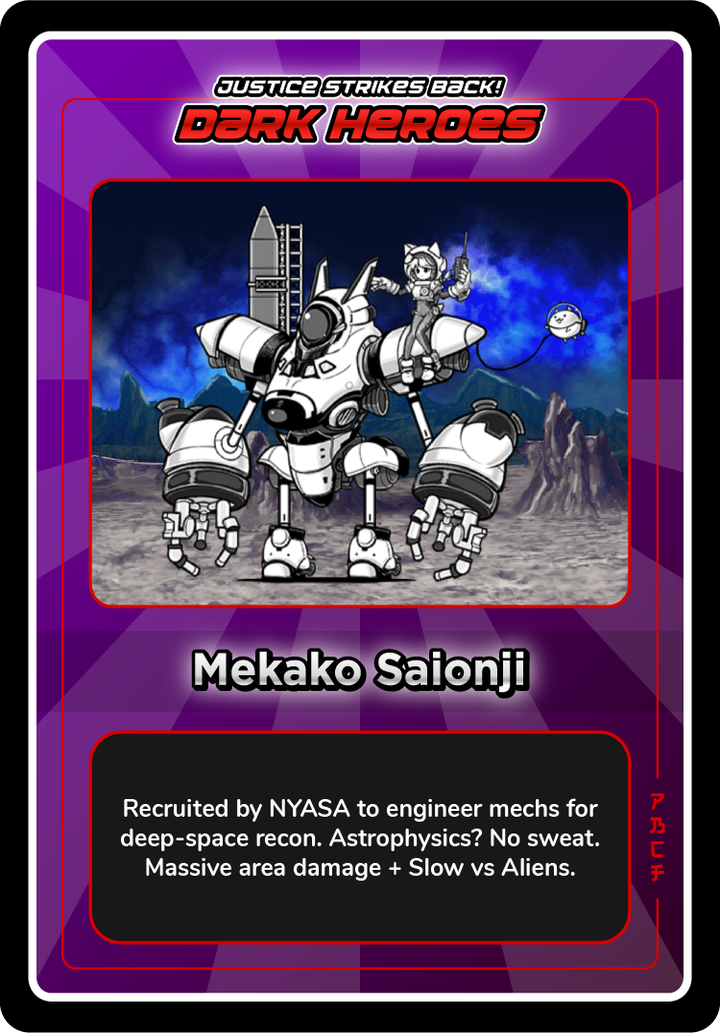 JUSTICE STRIKES BACK!
DARK HEROES
Mekako Saionji
Recruited by NYASA to engineer mechs for
deep-space recon. Astrophysics? No sweat.
Massive area damage + Slow vs Aliens.